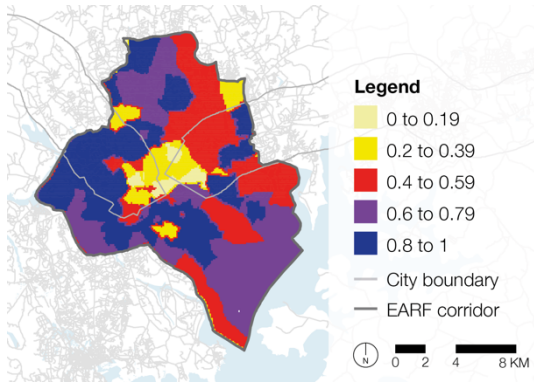 Legend
0 to 0.19
0.2 to 0.39
0.4 to 0.59
0.6 to 0.79
0.8 to 1
City boundary
EARF corridor
N
0 2 4 8 KM